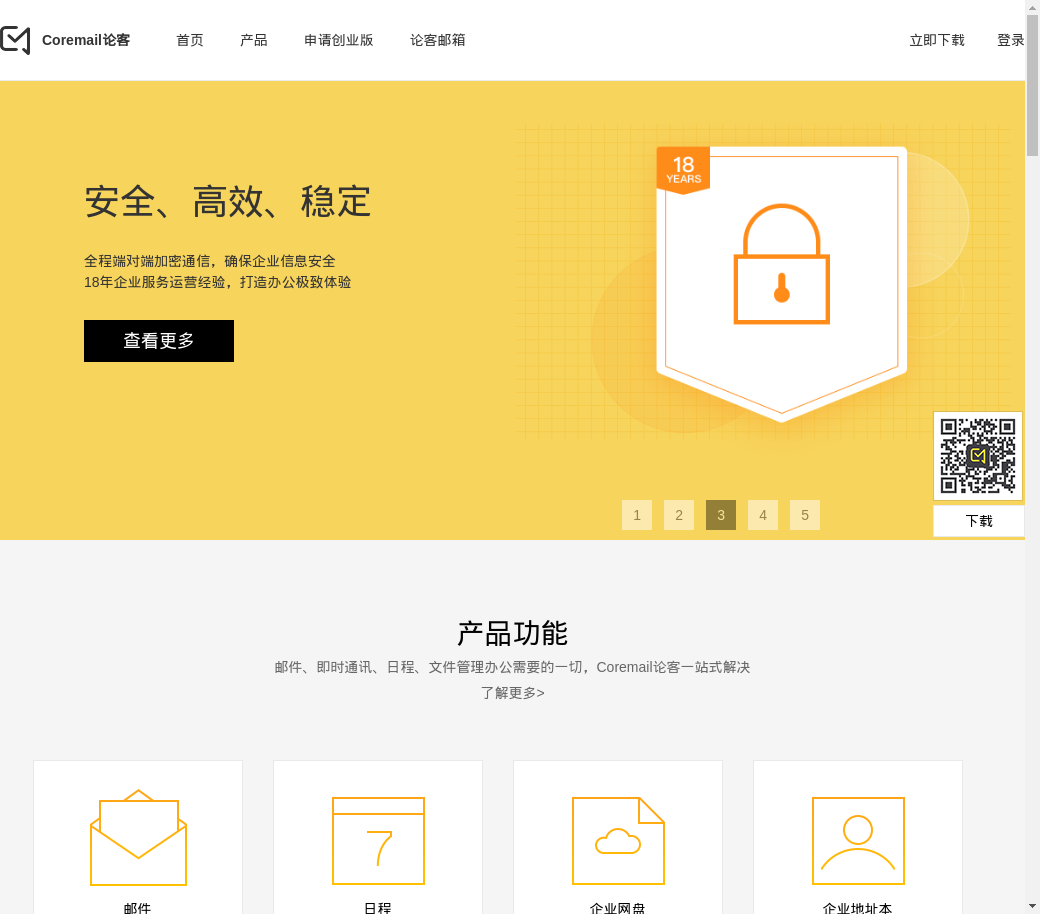 Coremail论客 首页 产品 申请创业版 论客邮箱 立即下载 登录
18
YEARS
安全、高效、稳定
全程端对端加密通信，确保企业信息安全
18年企业服务运营经验，打造办公极致体验
查看更多
1 2 3 4 5
下载
产品功能
邮件、即时通讯、日程、文件管理办公需要的一切，Coremail论客一站式解决
了解更多>
7
邮件 日程 企业网盘 企业地址本